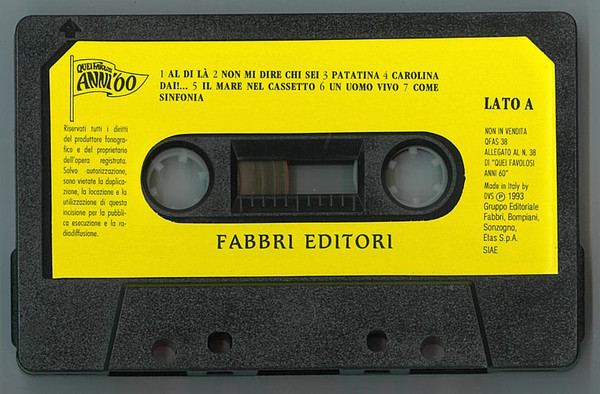 QUEI FAVOLOSI
ANNI '60
1 AL DI LÀ 2 NON MI DIRE CHI SEI 3 PATATINA 4 CAROLINA
DAI!... 5 IL MARE NEL CASSETTO 6 UN UOMO VIVO 7 COME
SINFONIA
LATO A
Riservati tutti i diritti
del produttore fonogra-
fico e del proprietario
dell'opera registrata.
Salvo autorizzazione,
sono vietate la duplica-
zione, la locazione e la
utilizzazione di questa
incisione per la pubbli-
ca esecuzione e la ra-
diodiffusione.
NON IN VENDITA
QFAS 38
ALLEGATO AL N. 38
DI "QUEI FAVOLOSI
ANNI 60"
Made in Italy by
DVS Ⓟ 1993
Gruppo Editoriale
Fabbri, Bompiani,
Sonzogno,
Etas S.p.A.
SIAE
FABBRI EDITORI